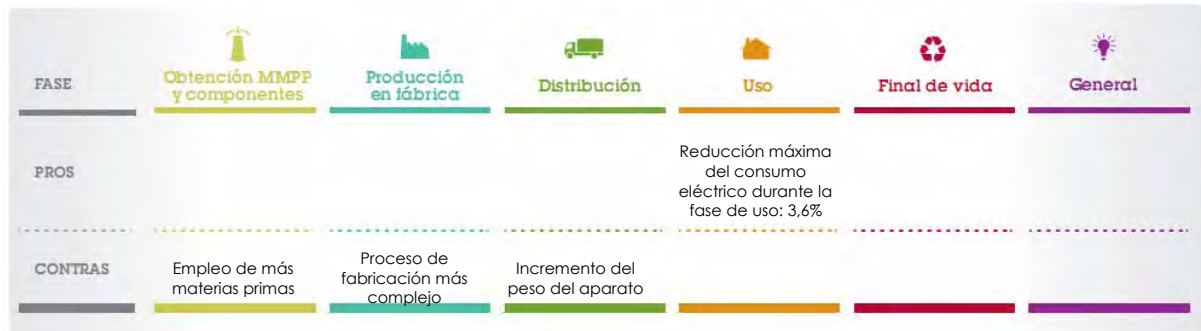 FASE
Obtención MMPP
y componentes
Producción
en fábrica
Distribución
Uso
Final de vida
General
PROS
Reducción máxima
del consumo
eléctrico durante la
fase de uso: 3,6%
CONTRAS
Empleo de más
materias primas
Proceso de
fabricación más
complejo
Incremento del
peso del aparato